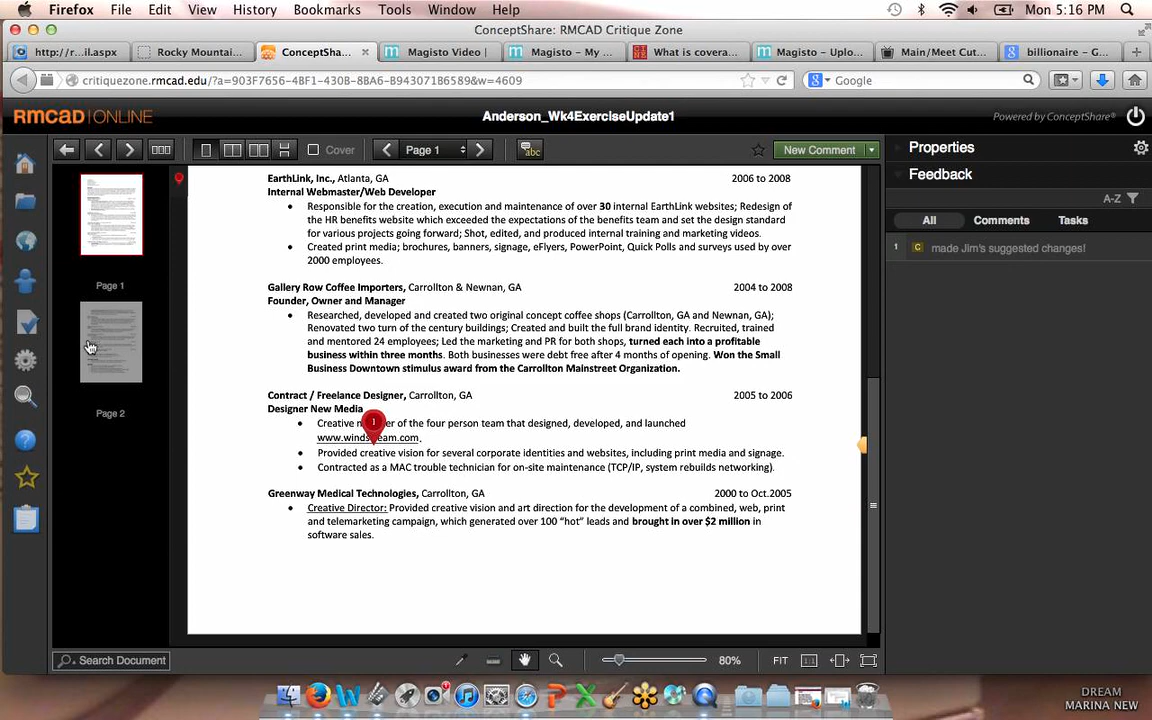 Firefox File Edit View History Bookmarks Tools Window Help Mon 5:16 PM
ConceptShare: RMCAD Critique Zone
http://r...il.aspx Rocky Mountai... ConceptSha... Magisto Video | Magisto - My ... What is covera... Magisto - Uplo... Main/Meet Cut... billionaire - G...
critiquezone.rmcad.edu/?a=903F7656-4BF1-430B-8BA6-B94307186589&w=4609 Google
RMCAD|ONLINE Anderson_Wk4ExerciseUpdate1 Powered by ConceptShare®
Cover Page 1 abc New Comment
Properties
Feedback
A-Z
All Comments Tasks
1 C made Jim's suggested changes!
Page 1
Page 2
EarthLink, Inc., Atlanta, GA 2006 to 2008
Internal Webmaster/Web Developer
• Responsible for the creation, execution and maintenance of over 30 internal EarthLink websites; Redesign of
the HR benefits website which exceeded the expectations of the benefits team and set the design standard
for various projects going forward; Shot, edited, and produced internal training and marketing videos.
• Created print media; brochures, banners, signage, eFlyers, PowerPoint, Quick Polls and surveys used by over
2000 employees.
Gallery Row Coffee Importers, Carrollton & Newnan, GA 2004 to 2008
Founder, Owner and Manager
• Researched, developed and created two original concept coffee shops (Carrollton, GA and Newnan, GA);
Renovated two turn of the century buildings; Created and built the full brand identity. Recruited, trained
and mentored 24 employees; Led the marketing and PR for both shops, turned each into a profitable
business within three months. Both businesses were debt free after 4 months of opening. Won the Small
Business Downtown stimulus award from the Carrollton Mainstreet Organization.
Contract / Freelance Designer, Carrollton, GA 2005 to 2006
Designer New Media
1
• Creative of the four person team that designed, developed, and launched
• Provided creative vision for several corporate identities and websites, including print media and signage.
• Contracted as a MAC trouble technician for on-site maintenance (TCP/IP, system rebuilds networking).
Greenway Medical Technologies, Carrollton, GA 2000 to Oct.2005
• Creative Director: Provided creative vision and art direction for the development of a combined, web, print
and telemarketing campaign, which generated over 100 “hot” leads and brought in over $2 million in
software sales.
Search Document 80% FIT 1:1
DREAM
MARINA NEW